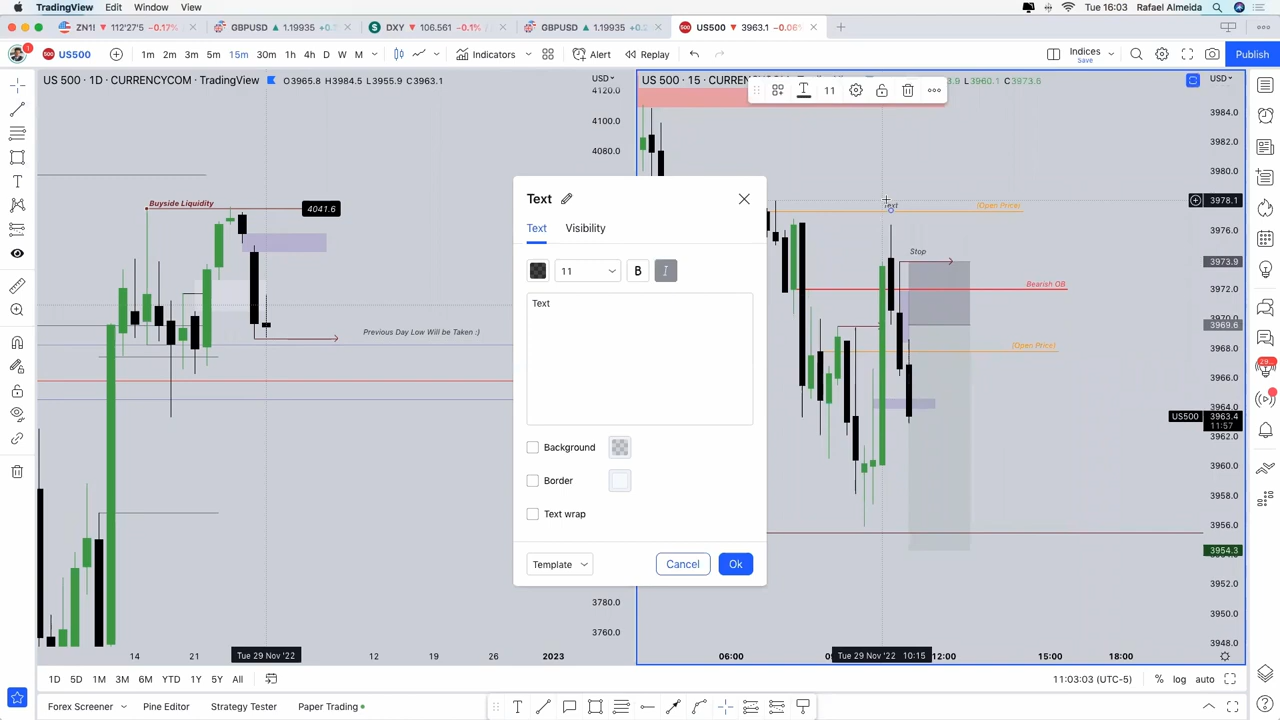 TradingView Edit Window View Tue 16:03 Rafael Almeida
ZN1! 112'27'5 -0.17% GBPUSD 1.19935 DXY 106.561 -0.1% GBPUSD 1.19935 US500 3963.1
US500 1m 2m 3m 5m 15m 30m 1h 4h D W M Indicators Alert Replay Indices Save Publish
US 500 · 1D · CURRENCYCOM · TradingView O3965.8 H3984.5 L3955.9 C3963.1 USD
US 500 · 15 · CURRENCYCOM L3960.1 C3973.8 USD
11
4120.0
4100.0
4080.0
Buyside Liquidity 4041.6
Previous Day Low Will be Taken :)
3780.0
3760.0
14 21 Tue 29 Nov '22 12 19 26 2023
Text
Text Visibility
11 B I
Text
Background
Border
Text wrap
Template Cancel Ok
Text
(Open Price)
Stop
Bearish OB
(Open Price)
3984.0
3982.0
3980.0
3978.1
3976.0
3973.9
3972.0
3970.0
3969.6
3968.0
3966.0
3964.0
US500 3963.4
11:57
3962.0
3960.0
3958.0
3956.0
3954.3
3952.0
3950.0
3948.0
06:00 Tue 29 Nov '22 10:15 12:00 15:00 18:00
1D 5D 1M 3M 6M YTD 1Y 5Y All 11:03:03 (UTC-5) % log auto
Forex Screener Pine Editor Strategy Tester Paper Trading